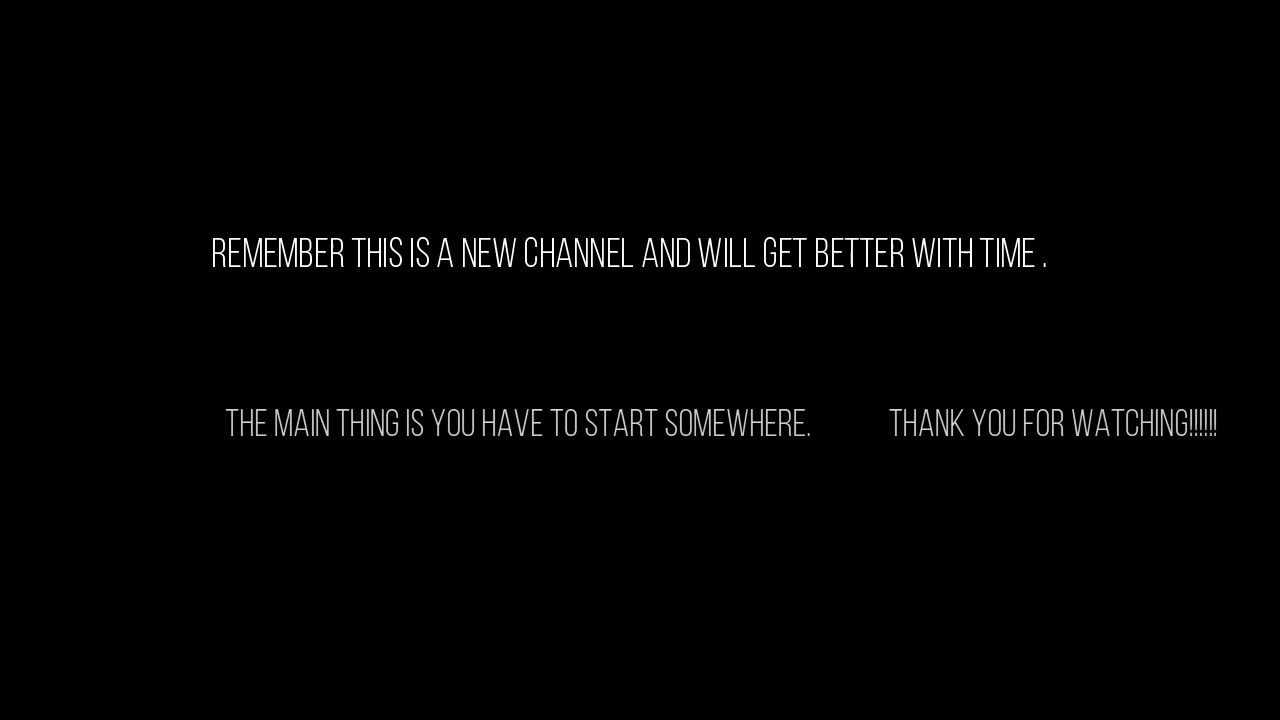 REMEMBER THIS IS A NEW CHANNEL AND WILL GET BETTER WITH TIME .
THE MAIN THING IS YOU HAVE TO START SOMEWHERE. THANK YOU FOR WATCHING!!!!!!